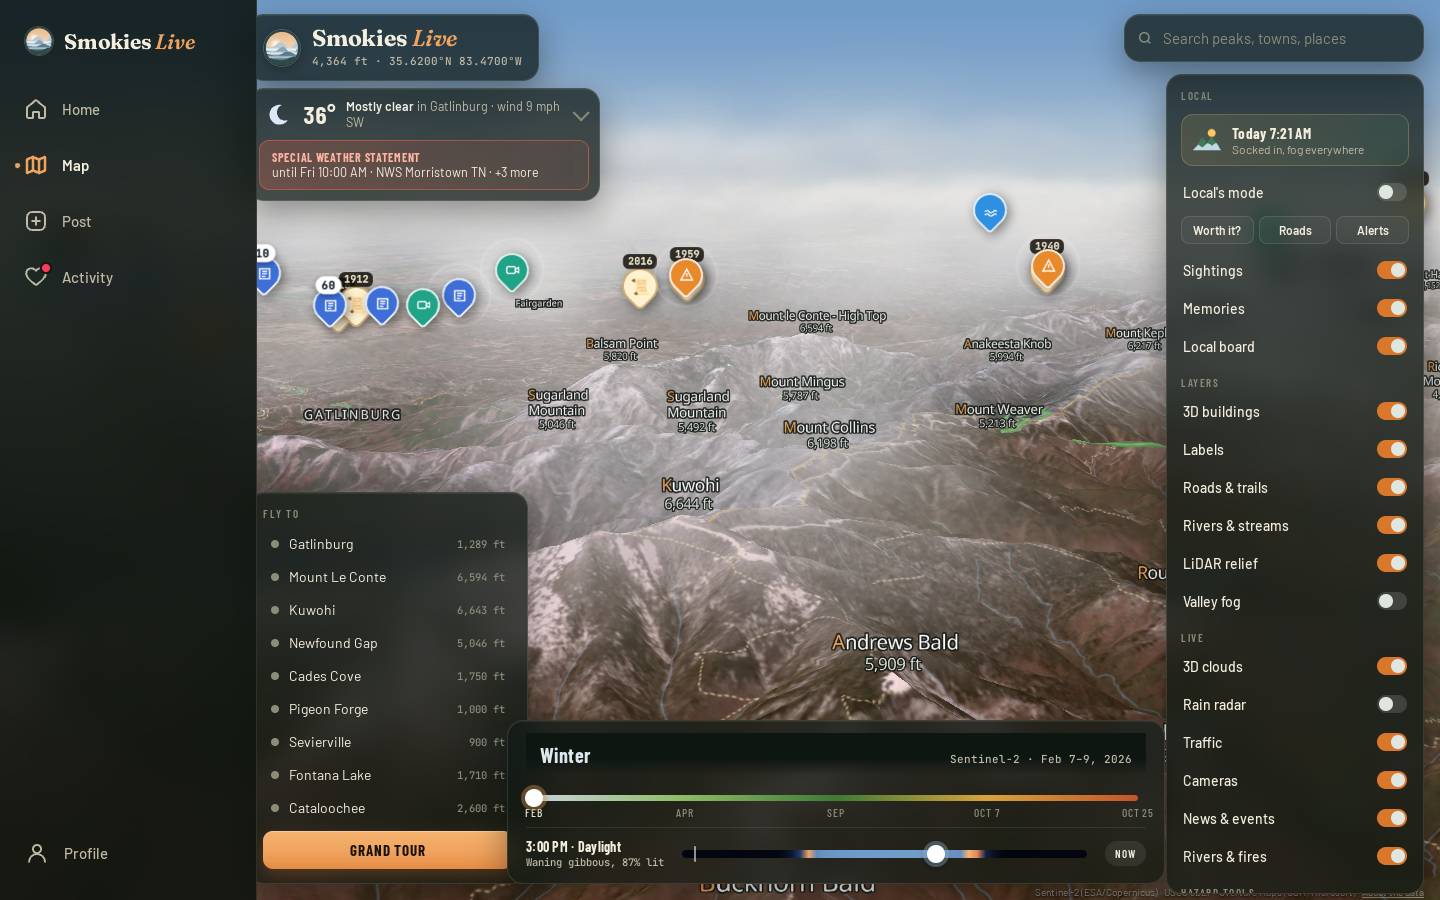 Smokies Live
Home
Map
Post
Activity
Profile
Smokies Live
4,364 ft · 35.6200°N 83.4700°W
36° Mostly clear in Gatlinburg · wind 9 mph
SW
SPECIAL WEATHER STATEMENT
until Fri 10:00 AM · NWS Morristown TN · +3 more
10
60
1912
2016
1959
1940
Fairgarden
Mount le Conte - High Top
6,594 ft
Balsam Point
5,820 ft
Anakeesta Knob
5,994 ft
Mount Kep
6,217 ft
Mount Mingus
5,787 ft
Sugarland
Mountain
5,046 ft
Sugarland
Mountain
5,492 ft
GATLINBURG
Mount Weaver
5,213 ft
Mount Collins
6,198 ft
Kuwohi
6,644 ft
Rou
Andrews Bald
5,909 ft
Buckhorn Bald
FLY TO
Gatlinburg 1,289 ft
Mount Le Conte 6,594 ft
Kuwohi 6,643 ft
Newfound Gap 5,046 ft
Cades Cove 1,750 ft
Pigeon Forge 1,000 ft
Sevierville 900 ft
Fontana Lake 1,710 ft
Cataloochee 2,600 ft
GRAND TOUR
Winter Sentinel-2 · Feb 7-9, 2026
FEB APR SEP OCT 7 OCT 25
3:00 PM · Daylight
Waning gibbous, 87% lit
NOW
Search peaks, towns, places
LOCAL
Today 7:21 AM
Socked in, fog everywhere
Local's mode
Worth it? Roads Alerts
Sightings
Memories
Local board
LAYERS
3D buildings
Labels
Roads & trails
Rivers & streams
LiDAR relief
Valley fog
LIVE
3D clouds
Rain radar
Traffic
Cameras
News & events
Rivers & fires
HAZARD TOOLS
Sentinel-2 (ESA/Copernicus)